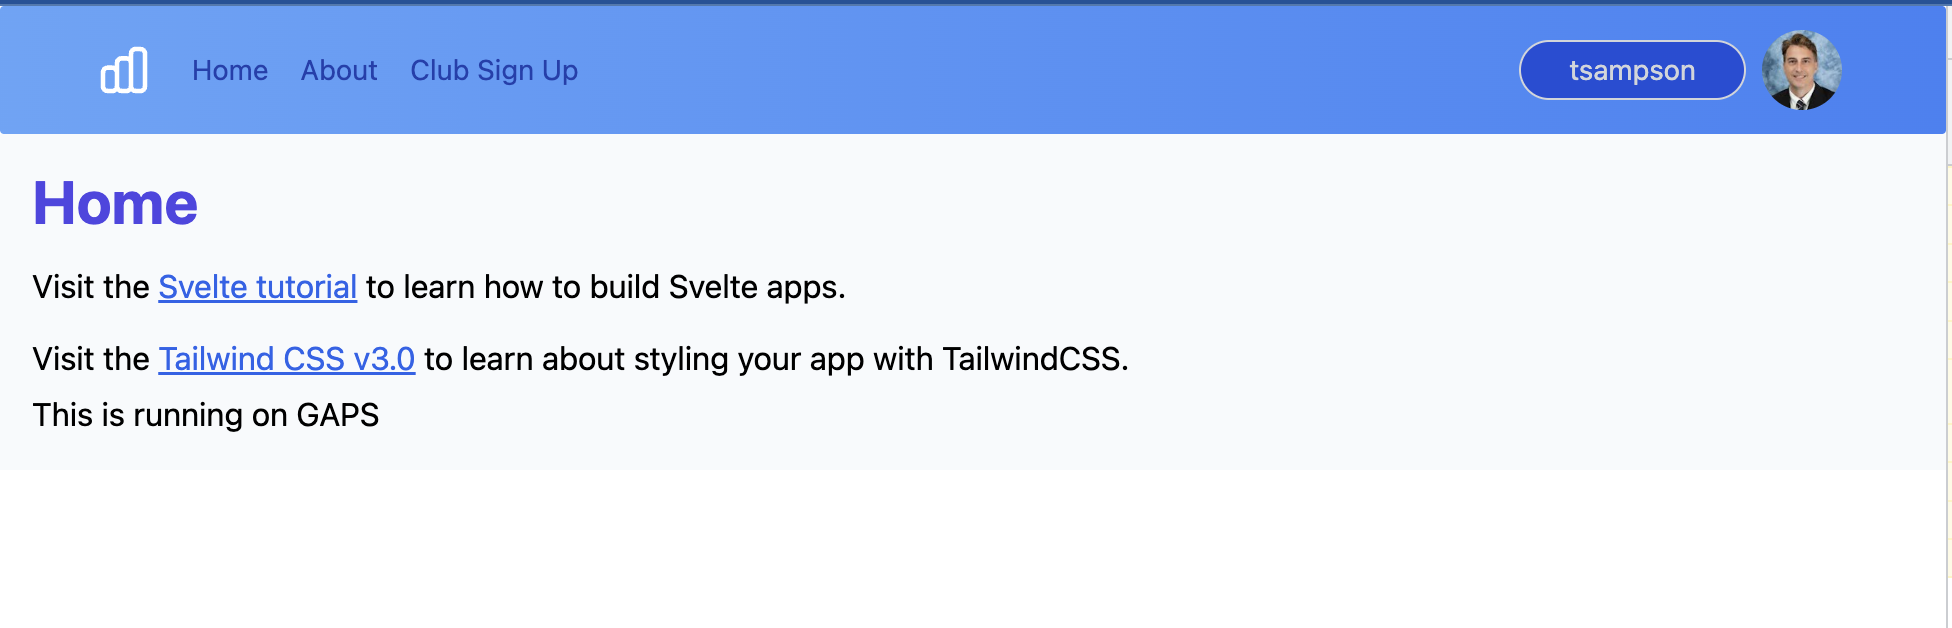 Home About Club Sign Up tsampson
Home
Visit the Svelte tutorial to learn how to build Svelte apps.
Visit the Tailwind CSS v3.0 to learn about styling your app with TailwindCSS.
This is running on GAPS